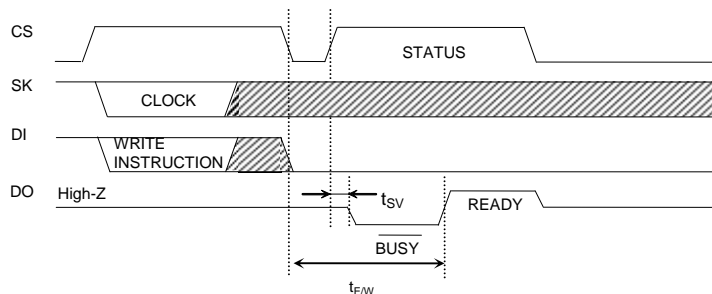 CS
STATUS
SK
CLOCK
DI
WRITE
INSTRUCTION
DO
High-Z
tSV
READY
BUSY
tE/W